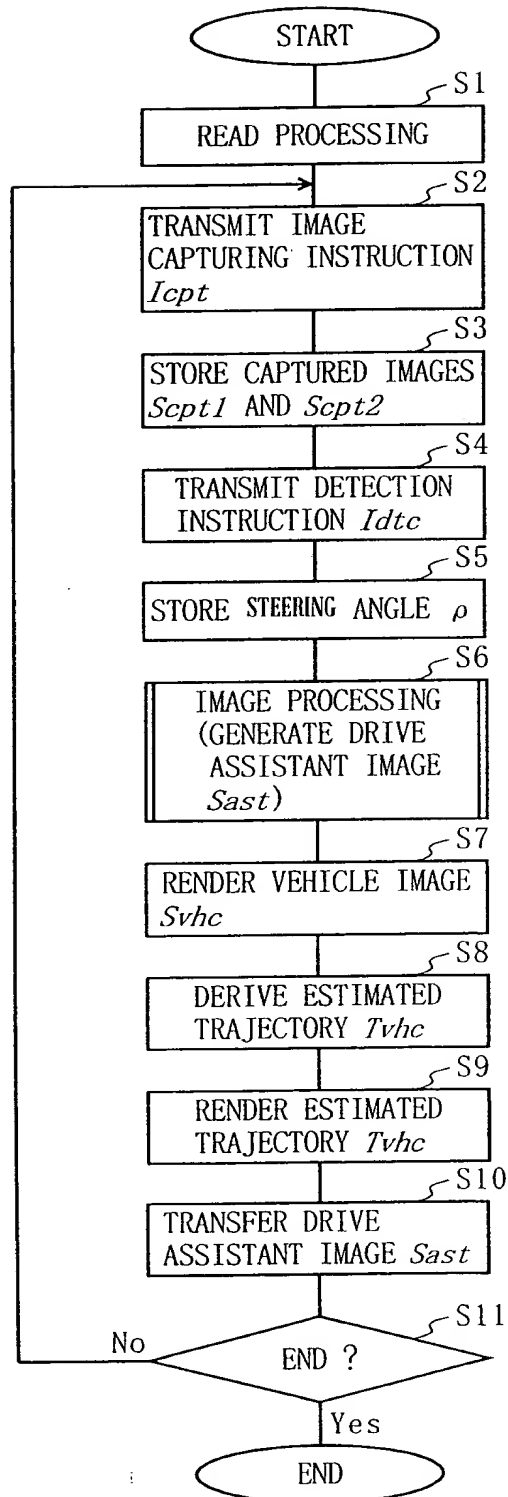 START
S1
READ PROCESSING
S2
TRANSMIT IMAGE
CAPTURING INSTRUCTION
Icpt
S3
STORE CAPTURED IMAGES
Scpt1 AND Scpt2
S4
TRANSMIT DETECTION
INSTRUCTION Idtc
S5
STORE STEERING ANGLE ρ
S6
IMAGE PROCESSING
(GENERATE DRIVE
ASSISTANT IMAGE
Sast)
S7
RENDER VEHICLE IMAGE
Svhc
S8
DERIVE ESTIMATED
TRAJECTORY Tvhc
S9
RENDER ESTIMATED
TRAJECTORY Tvhc
S10
TRANSFER DRIVE
ASSISTANT IMAGE Sast
S11
No
END ?
Yes
END